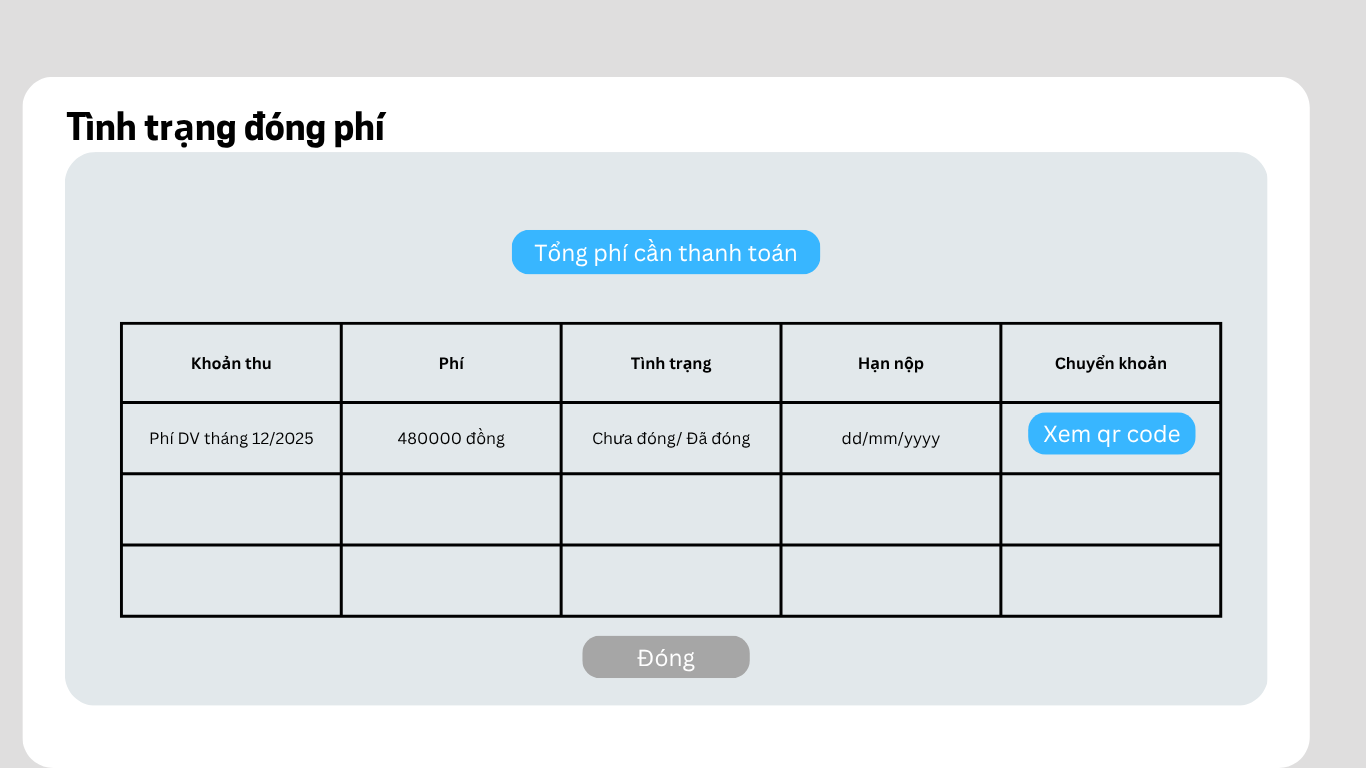 Tình trạng đóng phí
Tổng phí cần thanh toán
Khoản thu
Phí
Tình trạng
Hạn nộp
Chuyển khoản
Phí DV tháng 12/2025
480000 đồng
Chưa đóng/ Đã đóng
dd/mm/yyyy
Xem qr code
Đóng